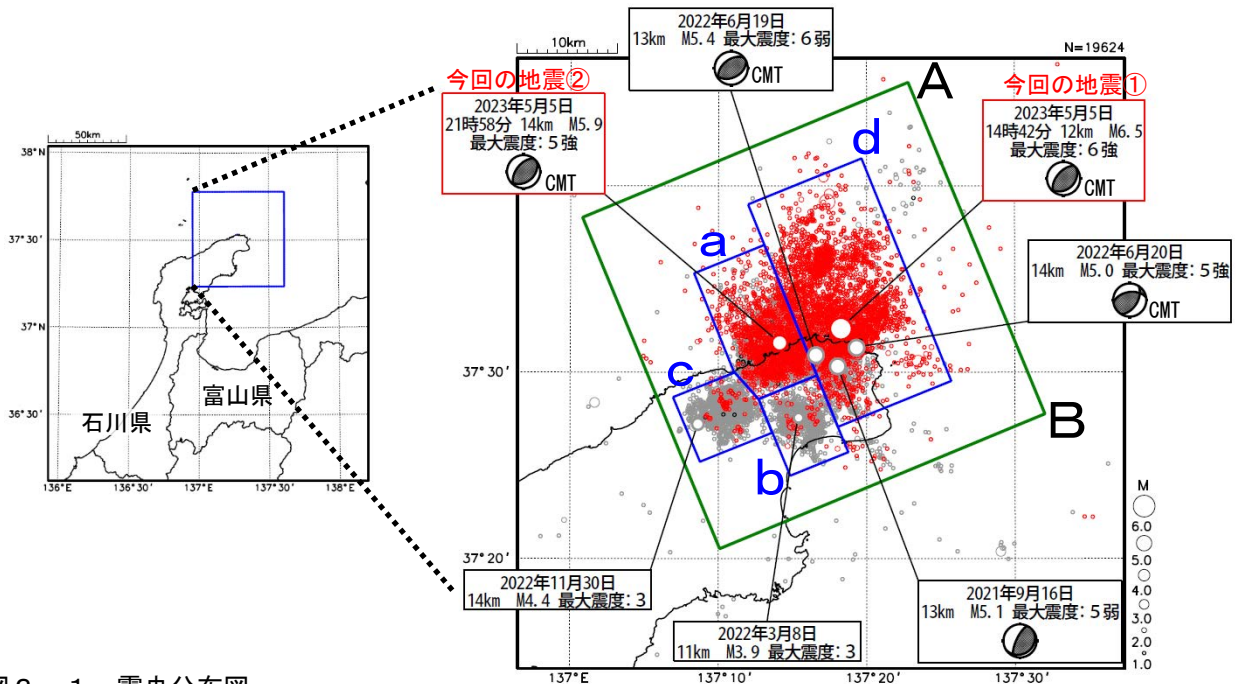 2022年6月19日
13km M5.4 最大震度：６弱
CMT
10km
N=19624
今回の地震②
2023年5月5日
21時58分 14km M5.9
最大震度：５強
CMT
今回の地震①
2023年5月5日
14時42分 12km M6.5
最大震度：６強
CMT
A
d
a
c
b
B
2022年6月20日
14km M5.0 最大震度：５強
CMT
50km
38°N
37°30'
37°N
36°30'
136°E
136°30'
137°E
137°30'
138°E
石川県
富山県
37°30'
37°20'
137°E
137°10'
137°20'
137°30'
2022年11月30日
14km M4.4 最大震度：３
2022年3月8日
11km M3.9 最大震度：３
2021年9月16日
13km M5.1 最大震度：５弱
M
6.0
5.0
4.0
3.0
2.0
1.0